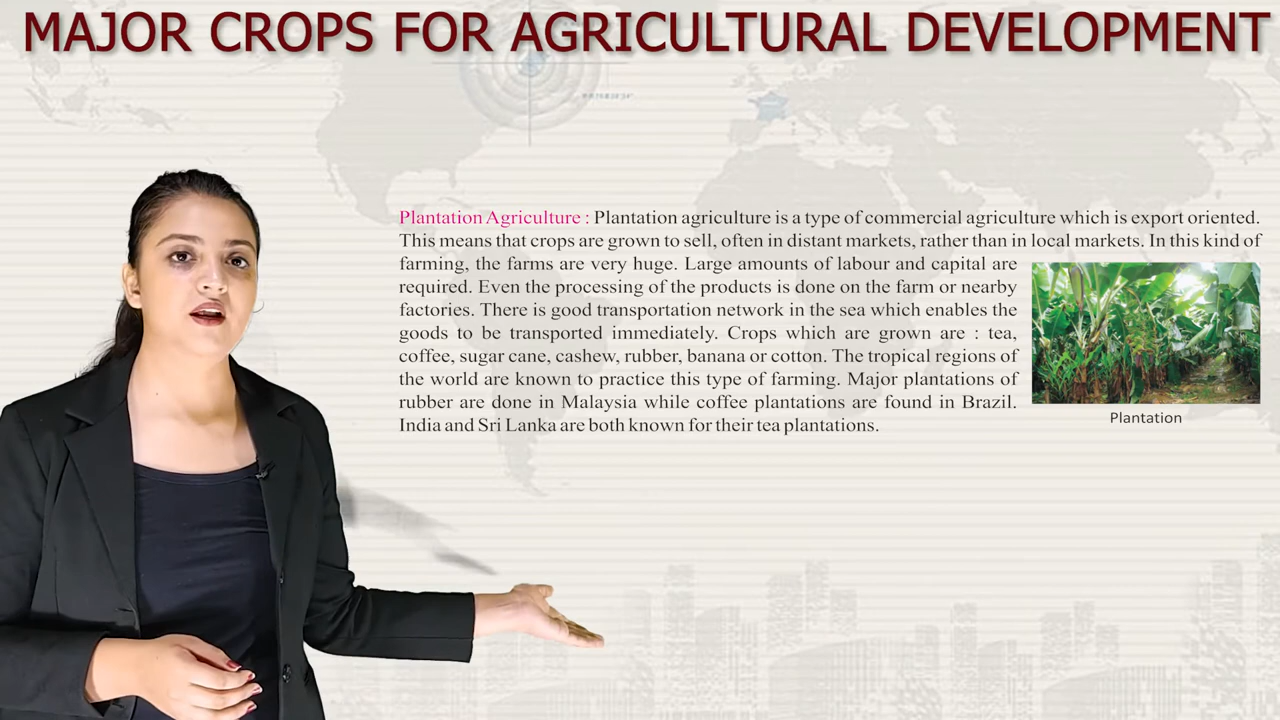 MAJOR CROPS FOR AGRICULTURAL DEVELOPMENT
Plantation Agriculture : Plantation agriculture is a type of commercial agriculture which is export oriented.
This means that crops are grown to sell, often in distant markets, rather than in local markets. In this kind of
farming, the farms are very huge. Large amounts of labour and capital are
required. Even the processing of the products is done on the farm or nearby
factories. There is good transportation network in the sea which enables the
goods to be transported immediately. Crops which are grown are : tea,
coffee, sugar cane, cashew, rubber, banana or cotton. The tropical regions of
the world are known to practice this type of farming. Major plantations of
rubber are done in Malaysia while coffee plantations are found in Brazil.
India and Sri Lanka are both known for their tea plantations.
Plantation